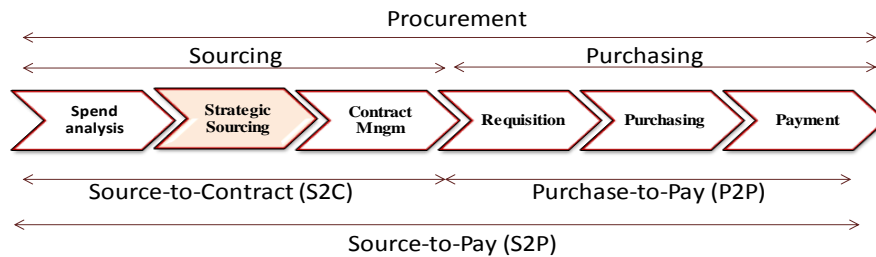 Procurement
Sourcing
Purchasing
Spend
analysis
Strategic
Sourcing
Contract
Mngm
Requisition
Purchasing
Payment
Source-to-Contract (S2C)
Purchase-to-Pay (P2P)
Source-to-Pay (S2P)